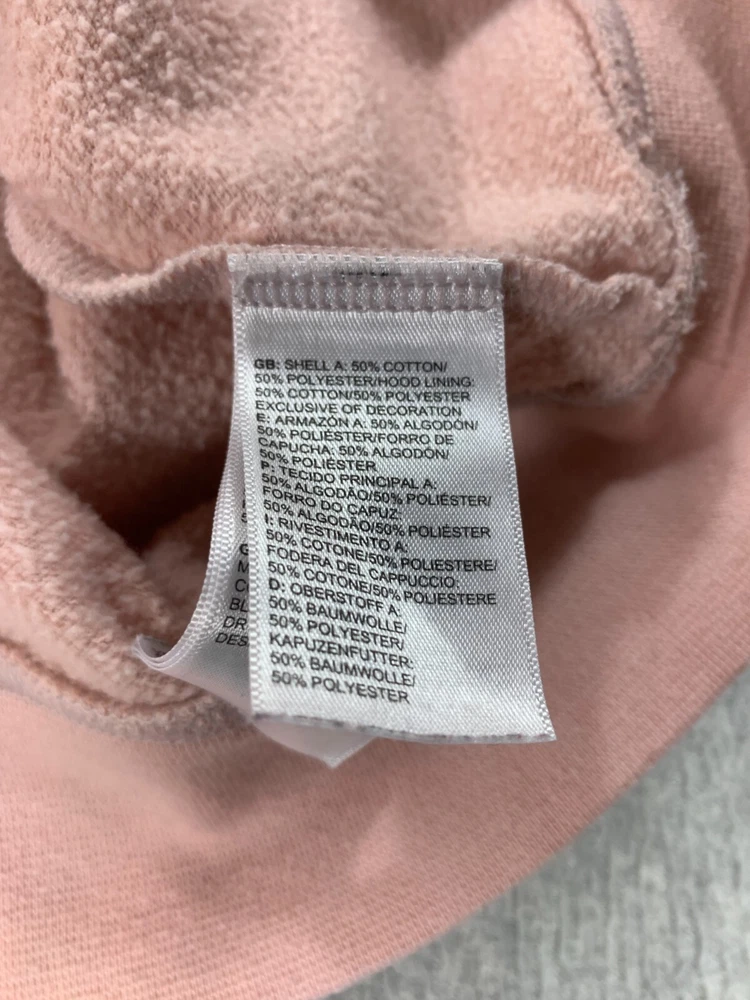 GB: SHELL A: 50% COTTON/
50% POLYESTER/HOOD LINING:
50% COTTON/50% POLYESTER
EXCLUSIVE OF DECORATION
E: ARMAZÓN A: 50% ALGODÓN/
50% POLIÉSTER/FORRO DE
CAPUCHA: 50% ALGODÓN/
50% POLIÉSTER
P: TECIDO PRINCIPAL A:
50% ALGODÃO/50% POLIÉSTER/
FORRO DO CAPUZ:
50% ALGODÃO/50% POLIÉSTER
I: RIVESTIMENTO A:
50% COTONE/50% POLIESTERE/
FODERA DEL CAPPUCCIO:
50% COTONE/50% POLIESTERE
D: OBERSTOFF A:
50% BAUMWOLLE/
50% POLYESTER/
KAPUZENFUTTER:
50% BAUMWOLLE/
50% POLYESTER